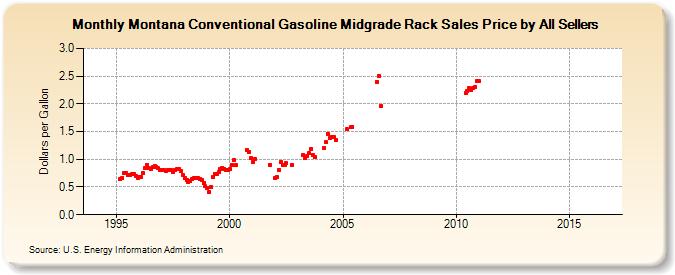 Monthly Montana Conventional Gasoline Midgrade Rack Sales Price by All Sellers
Dollars per Gallon
3.0
2.5
2.0
1.5
1.0
0.5
0.0
1995 2000 2005 2010 2015
Source: U.S. Energy Information Administration